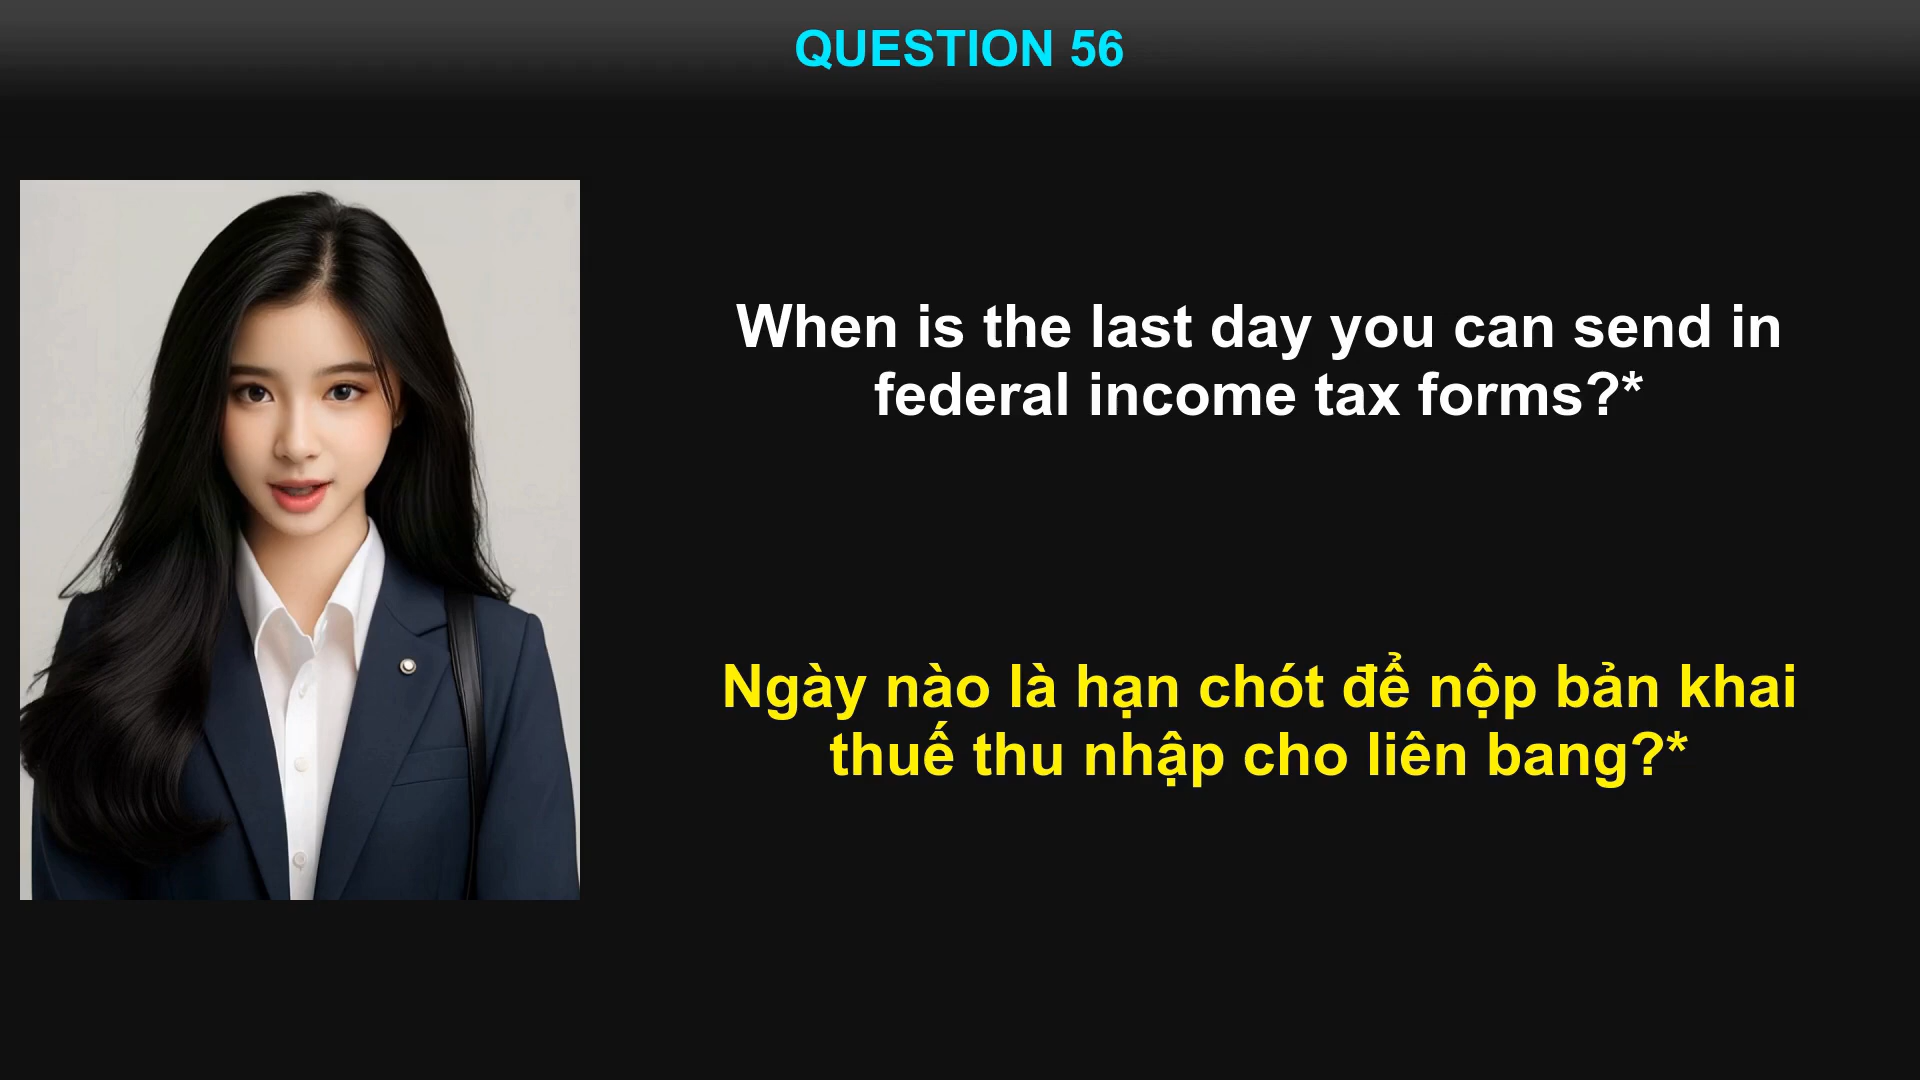 QUESTION 56
When is the last day you can send in
federal income tax forms?*
Ngày nào là hạn chót để nộp bản khai
thuế thu nhập cho liên bang?*